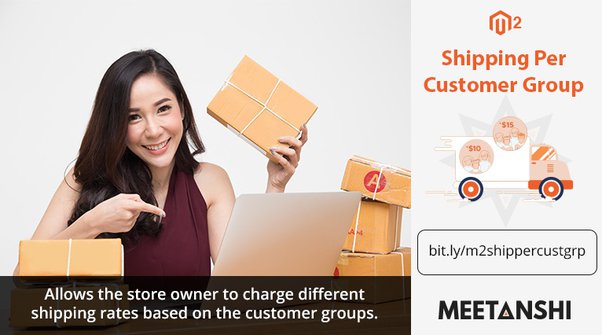 2
Shipping Per
Customer Group
$15
$10
A
bit.ly/m2shippercustgrp
MEETANSHI
Allows the store owner to charge different
shipping rates based on the customer groups.